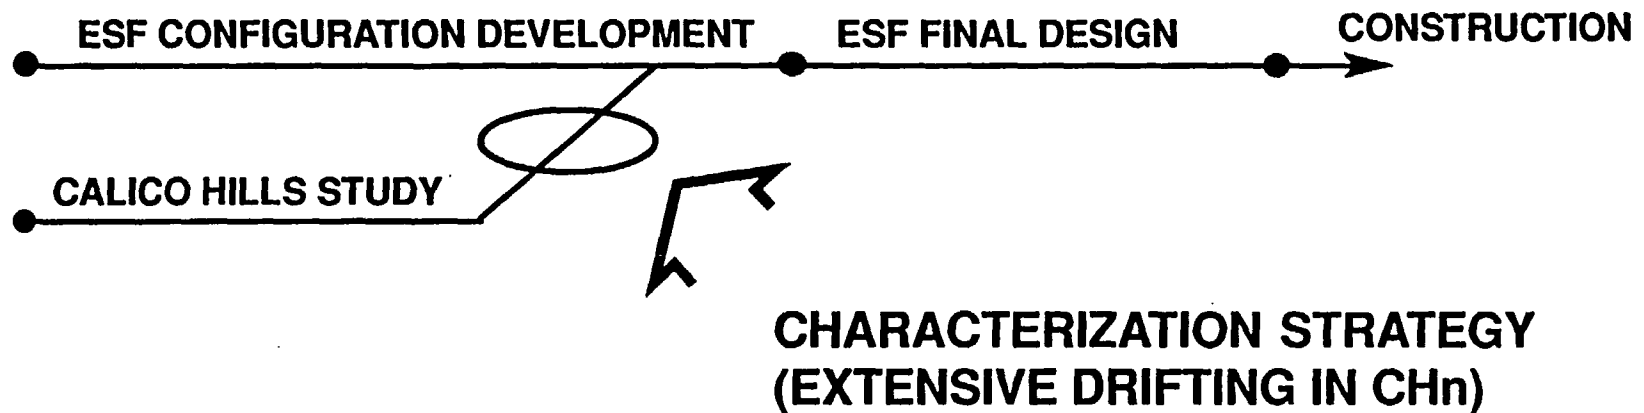 ESF CONFIGURATION DEVELOPMENT
ESF FINAL DESIGN
CONSTRUCTION
CALICO HILLS STUDY
CHARACTERIZATION STRATEGY
(EXTENSIVE DRIFTING IN CHn)